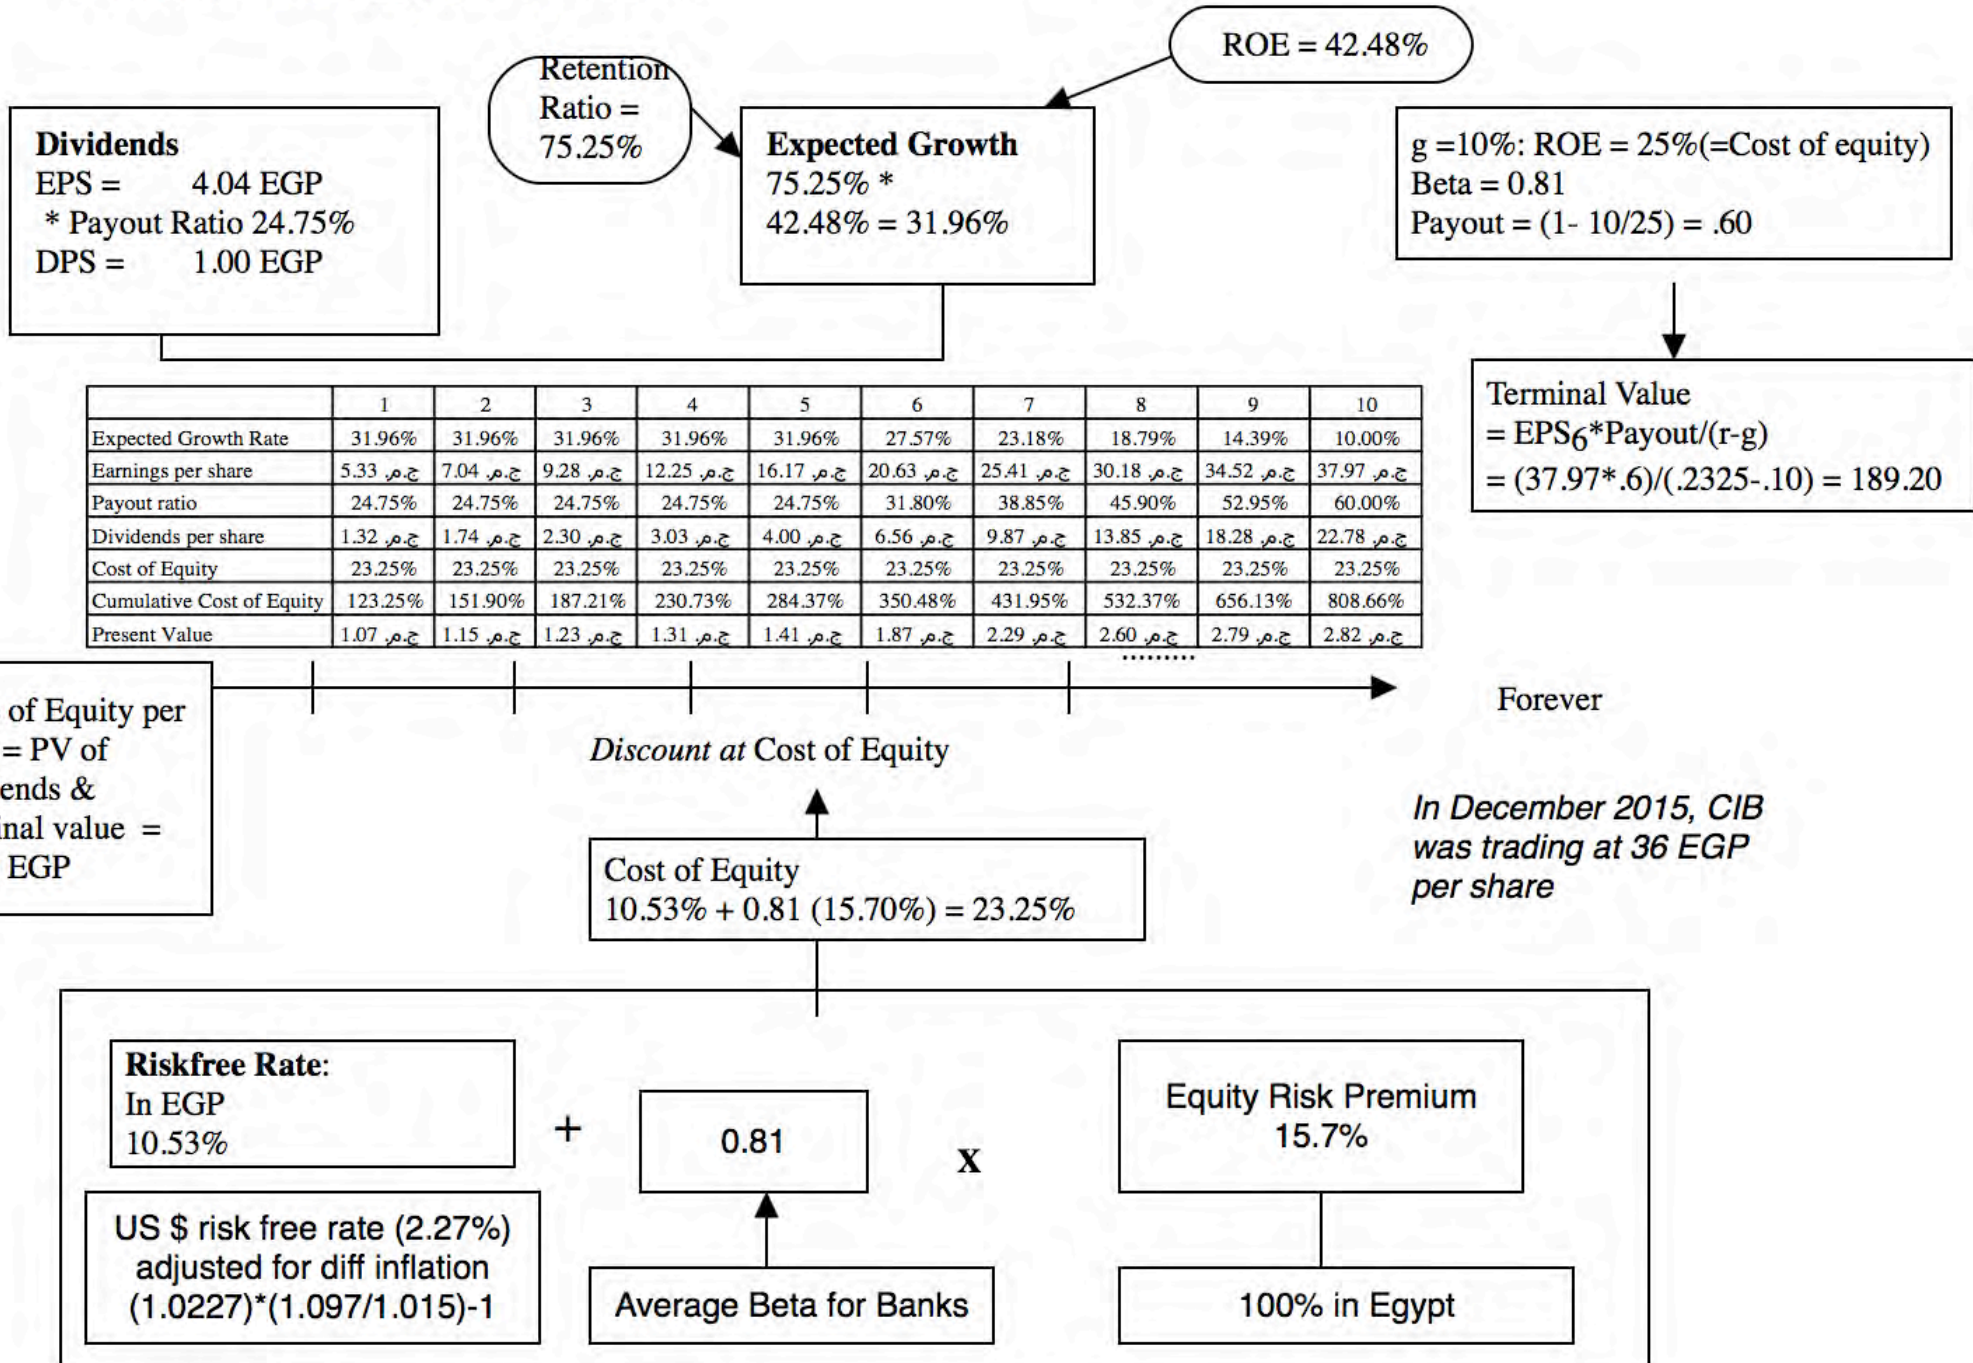 ROE = 42.48%
Retention
Ratio =
75.25%
Dividends
EPS = 4.04 EGP
* Payout Ratio 24.75%
DPS = 1.00 EGP
Expected Growth
75.25% *
42.48% = 31.96%
g =10%: ROE = 25%(=Cost of equity)
Beta = 0.81
Payout = (1- 10/25) = .60
Terminal Value
= EPS6*Payout/(r-g)
= (37.97*.6)/(.2325-.10) = 189.20
1 2 3 4 5 6 7 8 9 10
Expected Growth Rate 31.96% 31.96% 31.96% 31.96% 31.96% 27.57% 23.18% 18.79% 14.39% 10.00%
Earnings per share 5.33 ج.م. 7.04 ج.م. 9.28 ج.م. 12.25 ج.م. 16.17 ج.م. 20.63 ج.م. 25.41 ج.م. 30.18 ج.م. 34.52 ج.م. 37.97 ج.م.
Payout ratio 24.75% 24.75% 24.75% 24.75% 24.75% 31.80% 38.85% 45.90% 52.95% 60.00%
Dividends per share 1.32 ج.م. 1.74 ج.م. 2.30 ج.م. 3.03 ج.م. 4.00 ج.م. 6.56 ج.م. 9.87 ج.م. 13.85 ج.م. 18.28 ج.م. 22.78 ج.م.
Cost of Equity 23.25% 23.25% 23.25% 23.25% 23.25% 23.25% 23.25% 23.25% 23.25% 23.25%
Cumulative Cost of Equity 123.25% 151.90% 187.21% 230.73% 284.37% 350.48% 431.95% 532.37% 656.13% 808.66%
Present Value 1.07 ج.م. 1.15 ج.م. 1.23 ج.م. 1.31 ج.م. 1.41 ج.م. 1.87 ج.م. 2.29 ج.م. 2.60 ج.م. 2.79 ج.م. 2.82 ج.م.
.........
of Equity per
= PV of
ends &
inal value =
EGP
Forever
Discount at Cost of Equity
In December 2015, CIB
was trading at 36 EGP
per share
Cost of Equity
10.53% + 0.81 (15.70%) = 23.25%
Riskfree Rate:
In EGP
10.53%
+
0.81
X
Equity Risk Premium
15.7%
US $ risk free rate (2.27%)
adjusted for diff inflation
(1.0227)*(1.097/1.015)-1
Average Beta for Banks
100% in Egypt